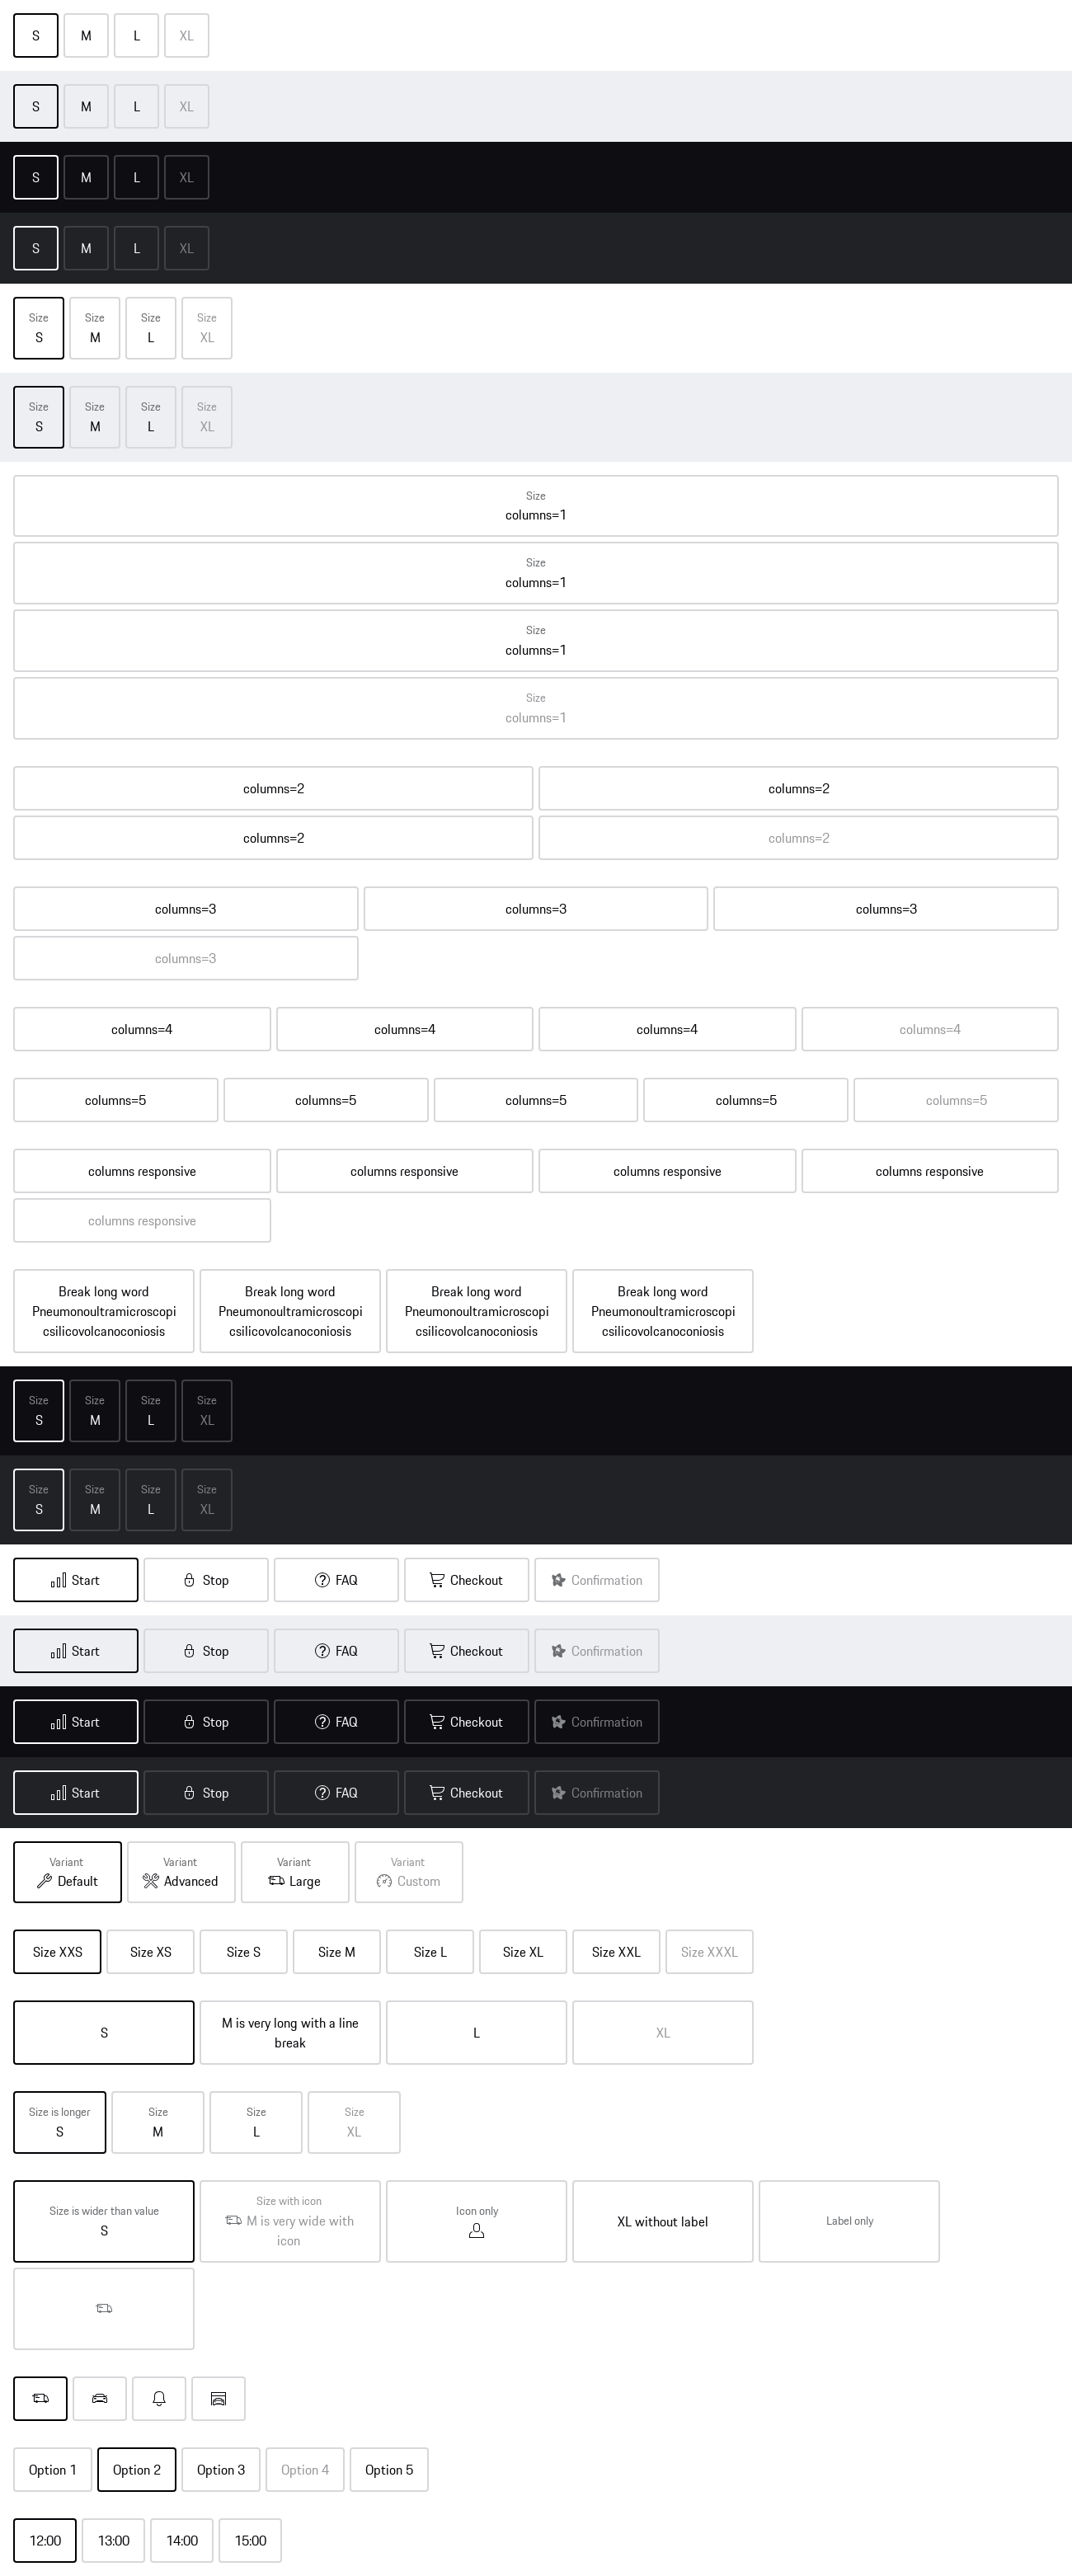 S M L XL
S M L XL
S M L XL
S M L XL
Size Size Size Size
S M L XL
Size Size Size Size
S M L XL
Size
columns=1
Size
columns=1
Size
columns=1
Size
columns=1
columns=2 columns=2
columns=2 columns=2
columns=3 columns=3 columns=3
columns=3
columns=4 columns=4 columns=4 columns=4
columns=5 columns=5 columns=5 columns=5 columns=5
columns responsive columns responsive columns responsive columns responsive
columns responsive
Break long word Break long word Break long word Break long word
Pneumonoultramicroscopi Pneumonoultramicroscopi Pneumonoultramicroscopi Pneumonoultramicroscopi
csilicovolcanoconiosis csilicovolcanoconiosis csilicovolcanoconiosis csilicovolcanoconiosis
Size Size Size Size
S M L XL
Size Size Size Size
S M L XL
Start Stop FAQ Checkout Confirmation
Start Stop FAQ Checkout Confirmation
Start Stop FAQ Checkout Confirmation
Start Stop FAQ Checkout Confirmation
Variant Variant Variant Variant
Default Advanced Large Custom
Size XXS Size XS Size S Size M Size L Size XL Size XXL Size XXXL
S M is very long with a line L XL
break
Size is longer Size Size Size
S M L XL
Size is wider than value Size with icon Icon only XL without label Label only
S M is very wide with
icon
Option 1 Option 2 Option 3 Option 4 Option 5
12:00 13:00 14:00 15:00